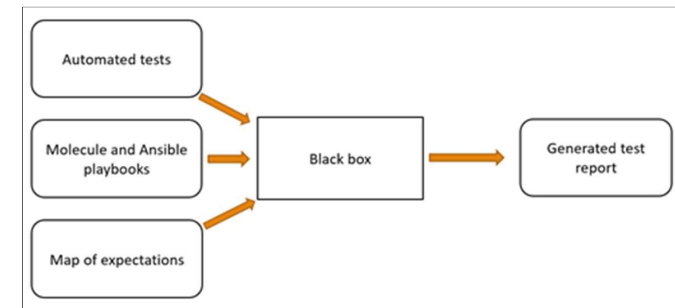 Automated tests
Molecule and Ansible
playbooks
Map of expectations
Black box
Generated test
report